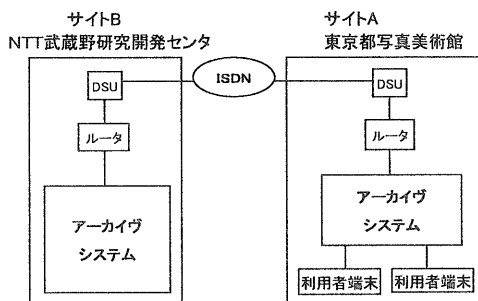 サイトB
NTT武蔵野研究開発センタ
DSU
ルータ
アーカイヴ
システム
ISDN
サイトA
東京都写真美術館
DSU
ルータ
アーカイヴ
システム
利用者端末
利用者端末